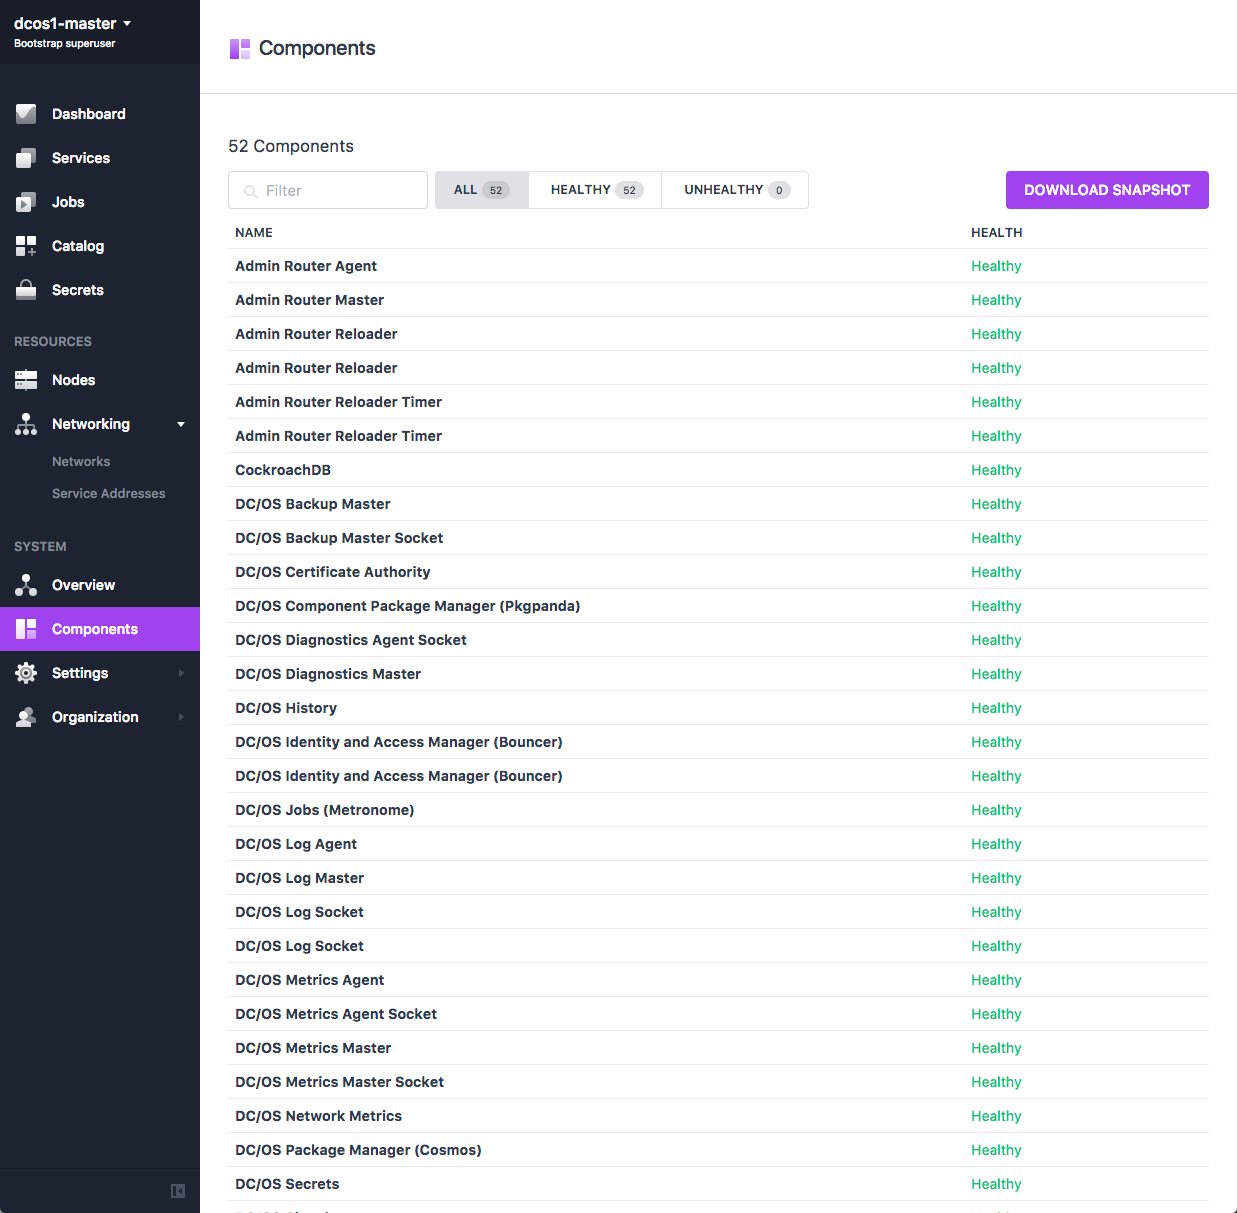 dcos1-master
Bootstrap superuser
Dashboard
Services
Jobs
Catalog
Secrets
RESOURCES
Nodes
Networking
Networks
Service Addresses
SYSTEM
Overview
Components
Settings
Organization
Components
52 Components
Filter
ALL 52
HEALTHY 52
UNHEALTHY 0
DOWNLOAD SNAPSHOT
NAME HEALTH
Admin Router Agent Healthy
Admin Router Master Healthy
Admin Router Reloader Healthy
Admin Router Reloader Healthy
Admin Router Reloader Timer Healthy
Admin Router Reloader Timer Healthy
CockroachDB Healthy
DC/OS Backup Master Healthy
DC/OS Backup Master Socket Healthy
DC/OS Certificate Authority Healthy
DC/OS Component Package Manager (Pkgpanda) Healthy
DC/OS Diagnostics Agent Socket Healthy
DC/OS Diagnostics Master Healthy
DC/OS History Healthy
DC/OS Identity and Access Manager (Bouncer) Healthy
DC/OS Identity and Access Manager (Bouncer) Healthy
DC/OS Jobs (Metronome) Healthy
DC/OS Log Agent Healthy
DC/OS Log Master Healthy
DC/OS Log Socket Healthy
DC/OS Log Socket Healthy
DC/OS Metrics Agent Healthy
DC/OS Metrics Agent Socket Healthy
DC/OS Metrics Master Healthy
DC/OS Metrics Master Socket Healthy
DC/OS Network Metrics Healthy
DC/OS Package Manager (Cosmos) Healthy
DC/OS Secrets Healthy